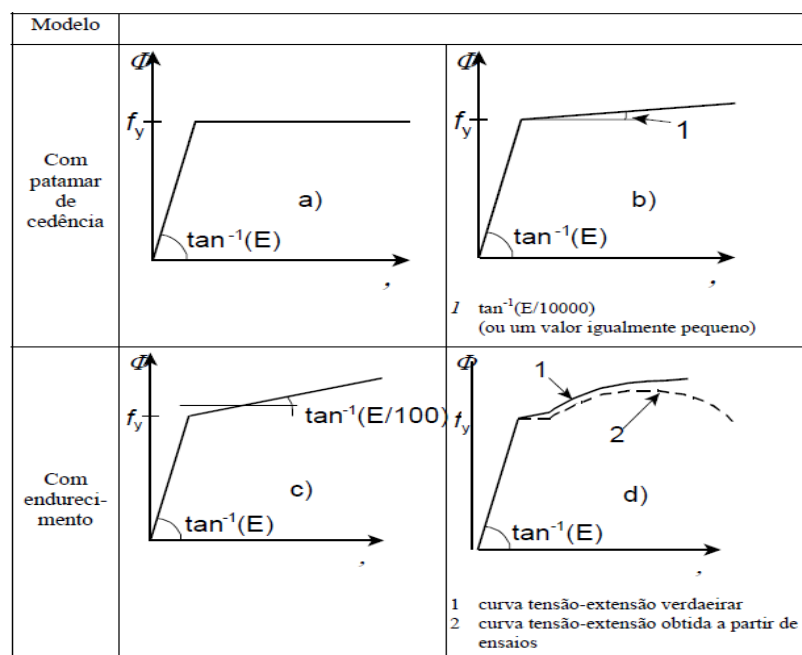 Modelo
Com
patamar
de
cedência
Φ
f_y
a)
tan⁻¹(E)
,
Φ
f_y
1
b)
tan⁻¹(E)
,
1 tan⁻¹(E/10000)
(ou um valor igualmente pequeno)
Com
endureci-
mento
Φ
f_y
tan⁻¹(E/100)
c)
tan⁻¹(E)
,
Φ
f_y
1
2
d)
tan⁻¹(E)
,
1 curva tensão-extensão verdaeirar
2 curva tensão-extensão obtida a partir de
ensaios